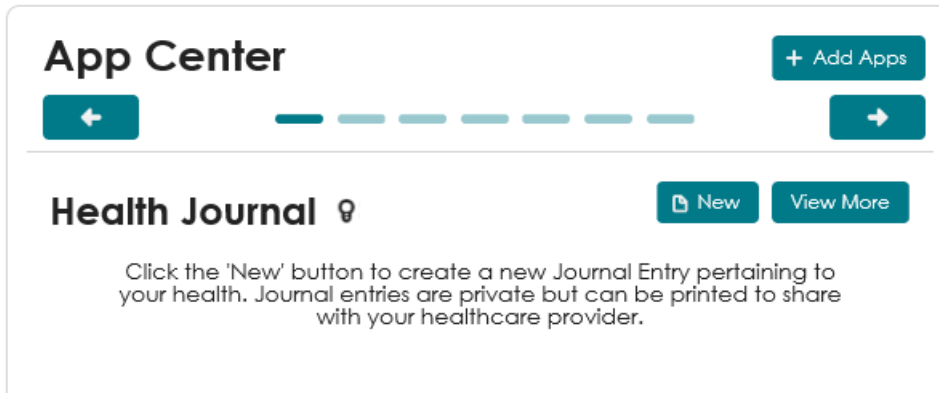 App Center
+ Add Apps
Health Journal
New
View More
Click the 'New' button to create a new Journal Entry pertaining to
your health. Journal entries are private but can be printed to share
with your healthcare provider.